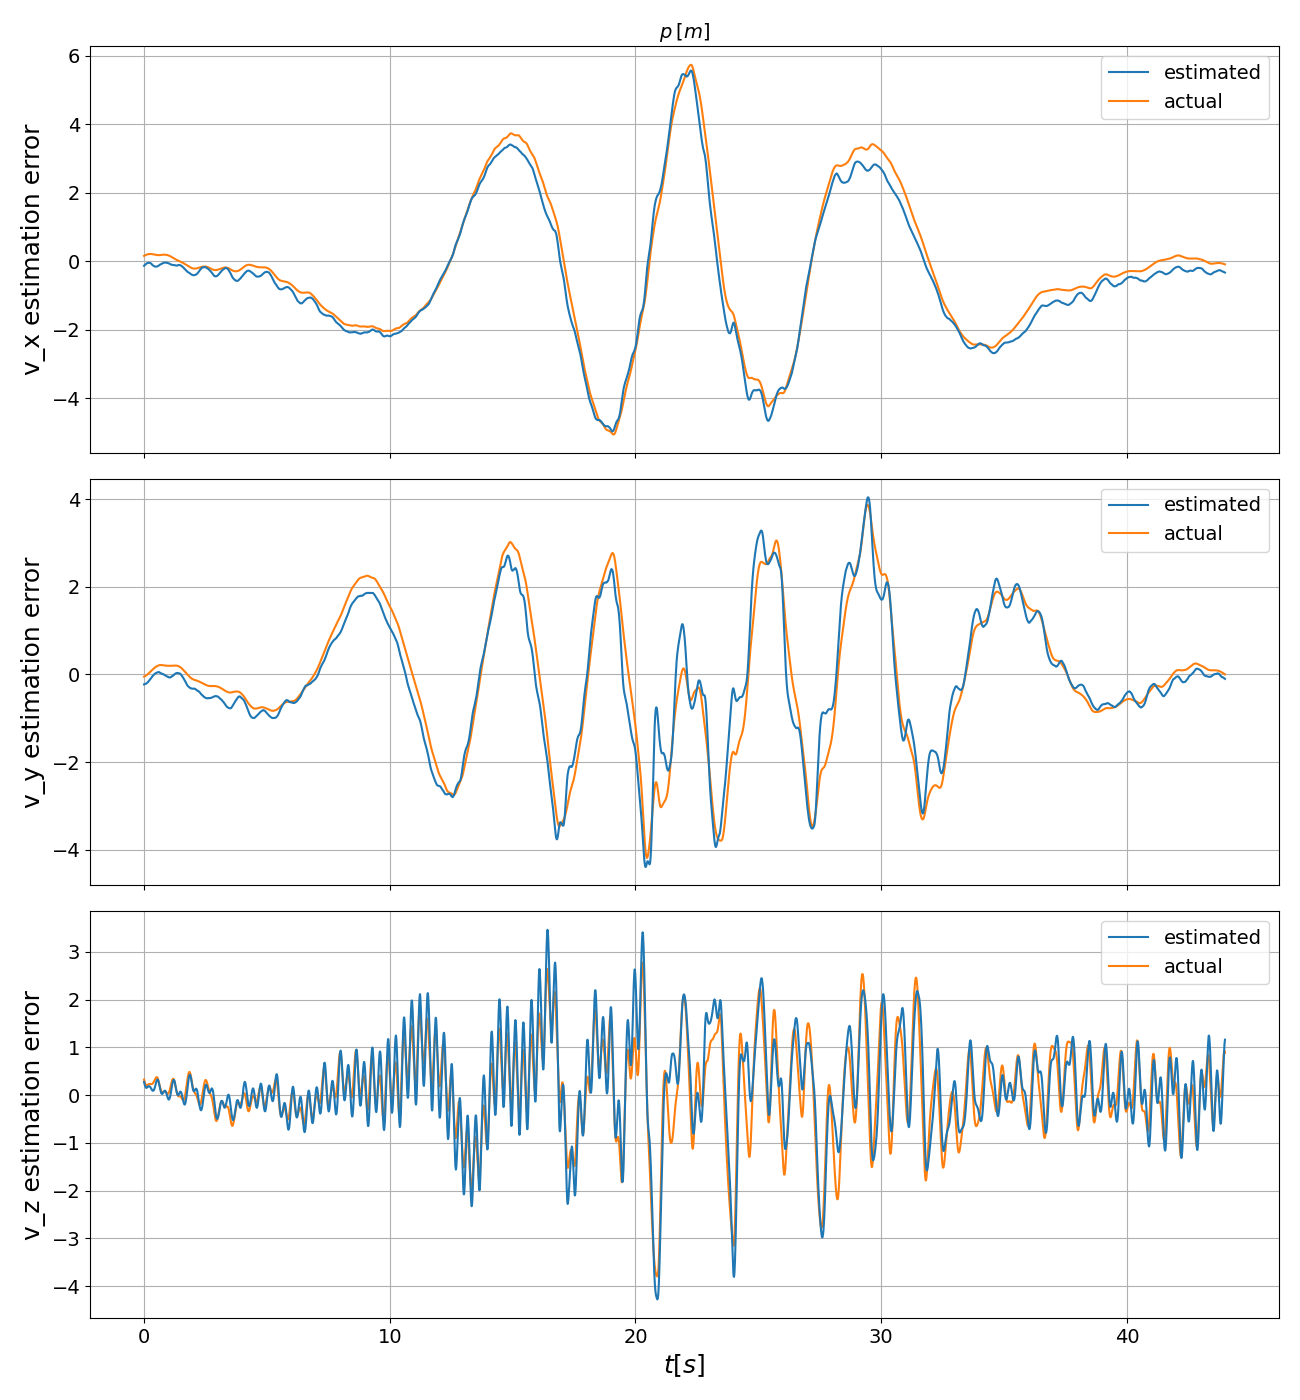 p [m]
6
4
2
0
−2
−4
v_x estimation error
estimated
actual
4
2
0
−2
−4
v_y estimation error
estimated
actual
3
2
1
0
−1
−2
−3
−4
v_z estimation error
estimated
actual
0 10 20 30 40
t[s]